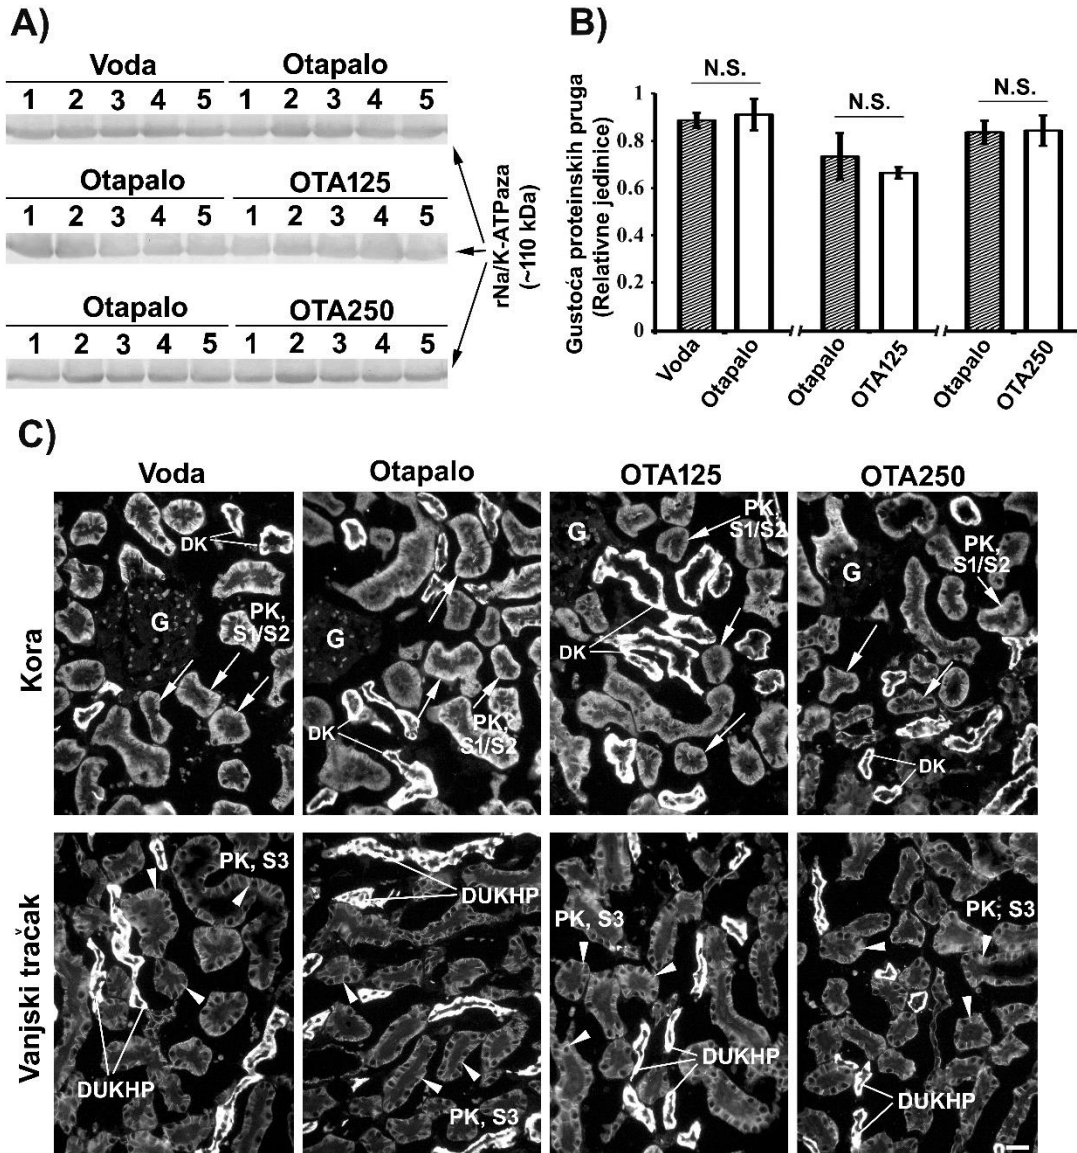 A)
Voda Otapalo
1 2 3 4 5 1 2 3 4 5
Otapalo OTA125
1 2 3 4 5 1 2 3 4 5
Otapalo OTA250
1 2 3 4 5 1 2 3 4 5
rNa/K-ATPaza
(~110 kDa)
B)
Gustoća proteinskih pruga
(Relativne jedinice)
1
0.8
0.6
0.4
0.2
0
N.S.
N.S.
N.S.
Voda
Otapalo
Otapalo
OTA125
Otapalo
OTA250
C)
Voda Otapalo OTA125 OTA250
Kora
DK
G
PK,
S1/S2
G
DK
PK,
S1/S2
G
PK,
S1/S2
DK
G
PK,
S1/S2
DK
Vanjski tračak
PK, S3
DUKHP
DUKHP
PK, S3
PK, S3
DUKHP
PK, S3
DUKHP